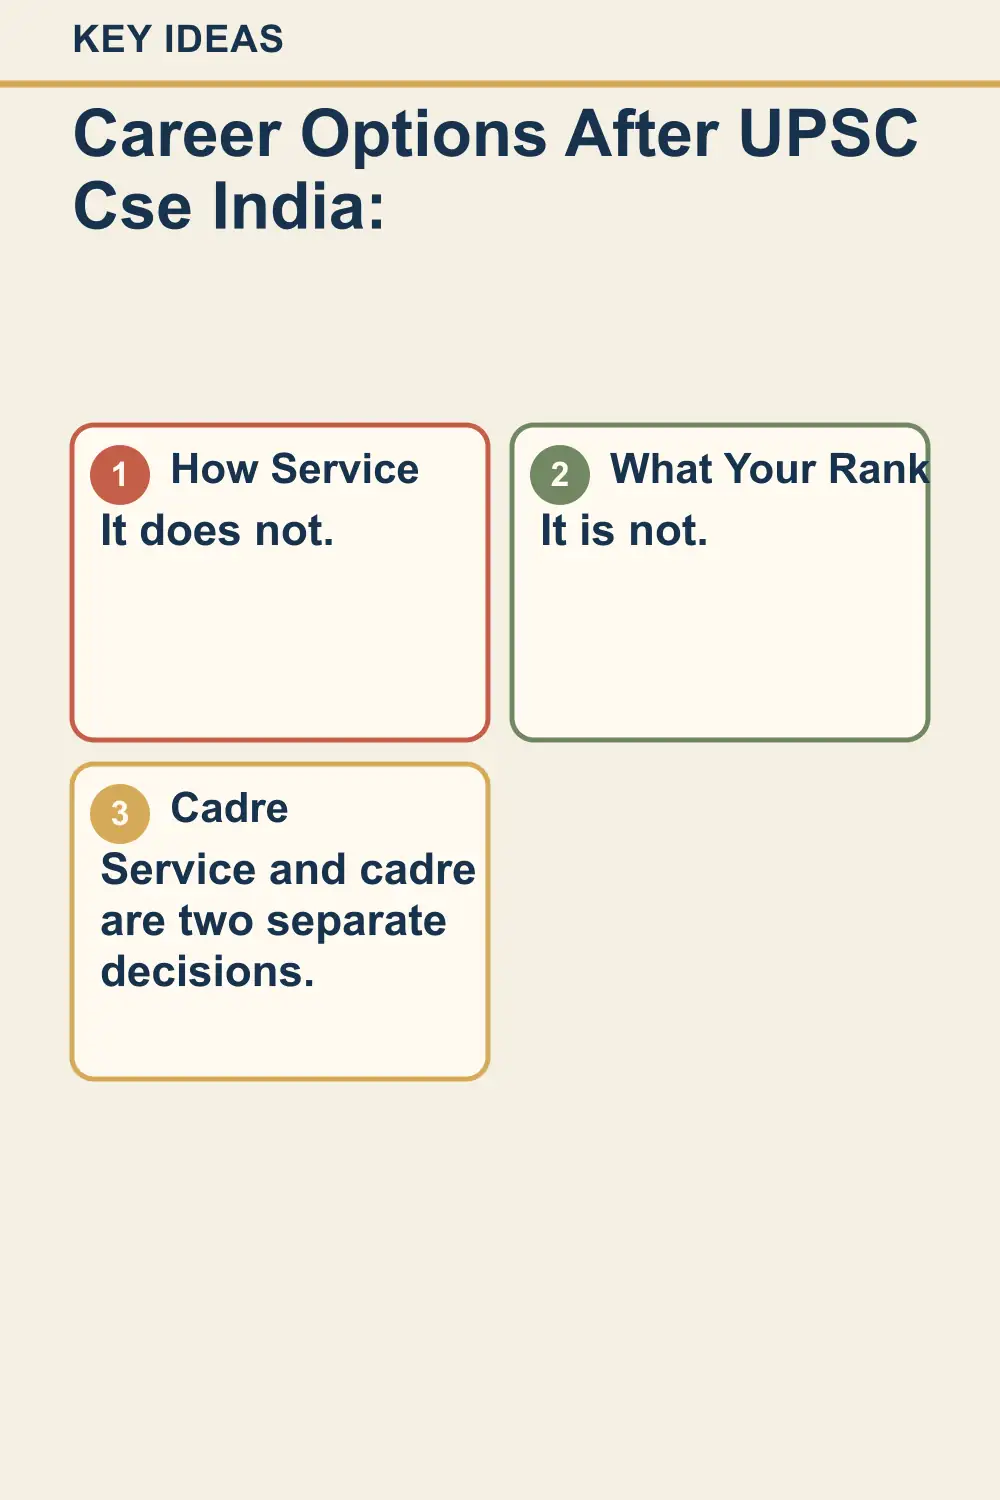 KEY IDEAS
Career Options After UPSC
Cse India:
1 How Service
It does not.
2 What Your Rank
It is not.
3 Cadre
Service and cadre
are two separate
decisions.